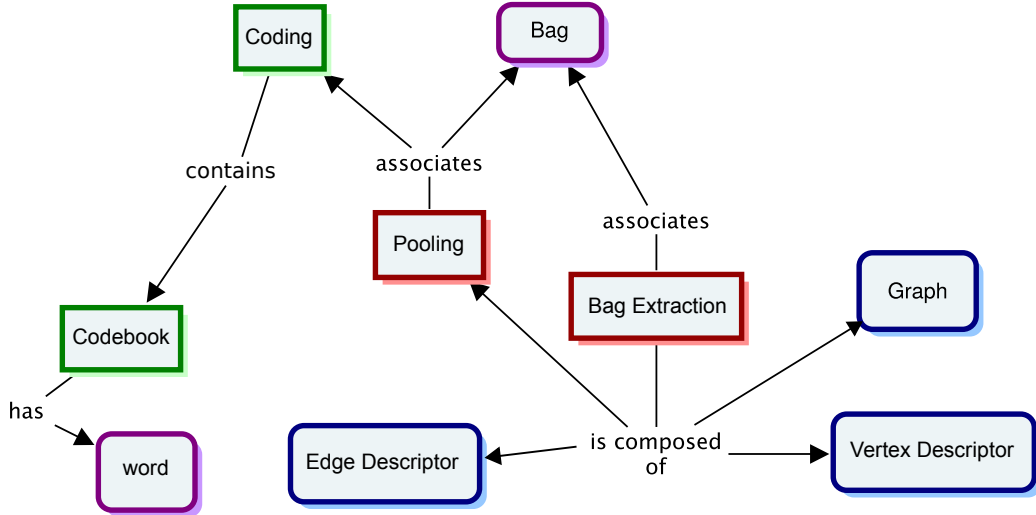 Coding
Bag
contains
associates
associates
Pooling
Bag Extraction
Graph
Codebook
has
word
Edge Descriptor
is composed
of
Vertex Descriptor